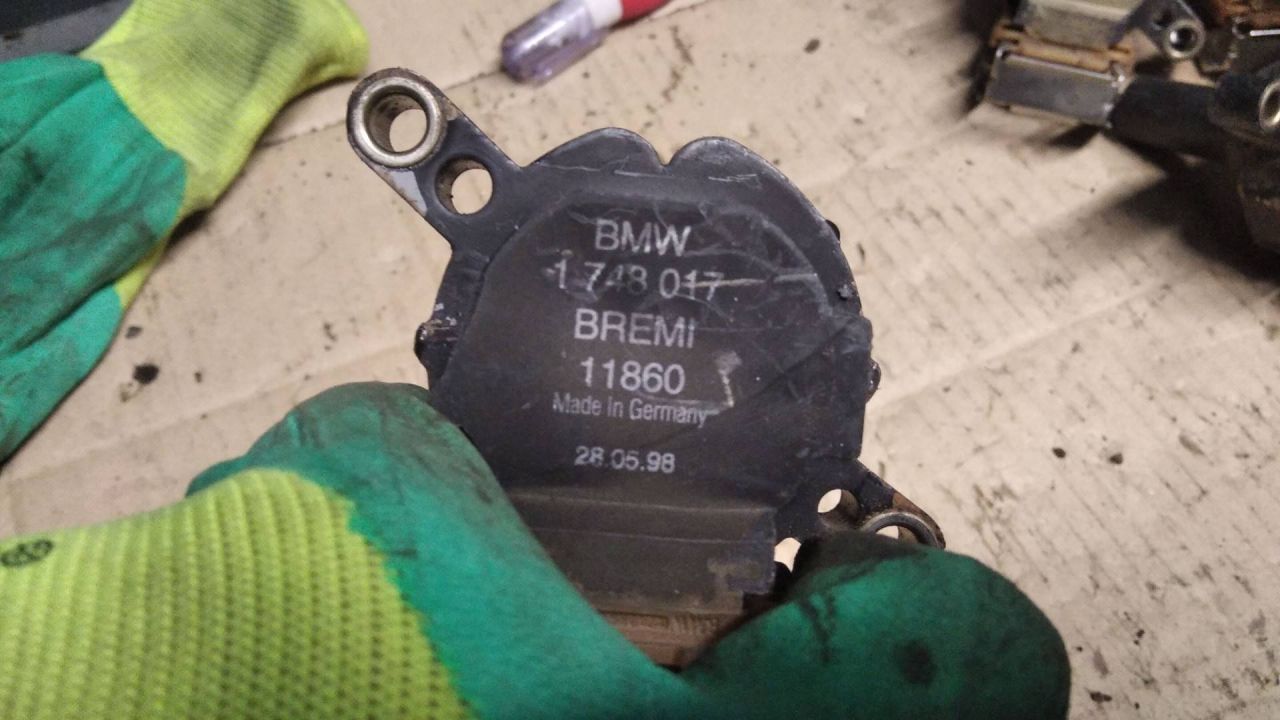 BMW
1 748 017
BREMI
11860
Made in Germany
28.05.98